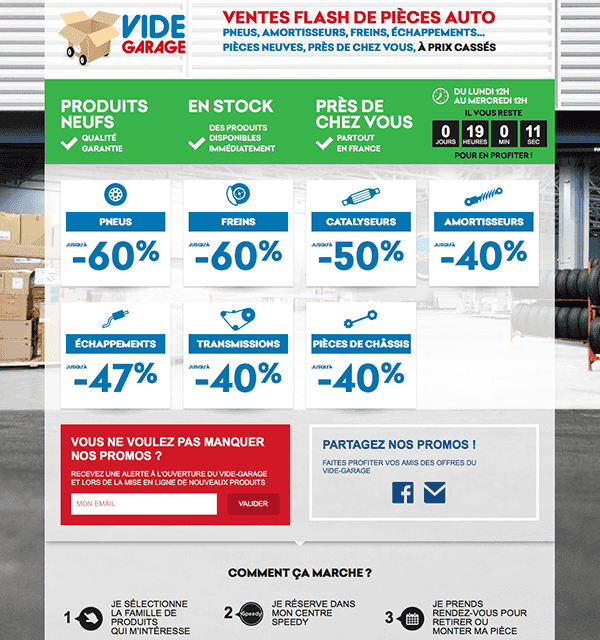 VIDE
GARAGE
VENTES FLASH DE PIÈCES AUTO
PNEUS, AMORTISSEURS, FREINS, ÉCHAPPEMENTS...
PIÈCES NEUVES, PRÈS DE CHEZ VOUS, À PRIX CASSÉS
PRODUITS
NEUFS
QUALITÉ
GARANTIE
EN STOCK
DES PRODUITS
DISPONIBLES
IMMÉDIATEMENT
PRÈS DE
CHEZ VOUS
PARTOUT
EN FRANCE
DU LUNDI 12H
AU MERCREDI 12H
IL VOUS RESTE
0 19 0 11
JOURS HEURES MIN SEC
POUR EN PROFITER !
PNEUS
JUSQU'À
-60%
FREINS
JUSQU'À
-60%
CATALYSEURS
JUSQU'À
-50%
AMORTISSEURS
JUSQU'À
-40%
ÉCHAPPEMENTS
JUSQU'À
-47%
TRANSMISSIONS
JUSQU'À
-40%
PIÈCES DE CHÂSSIS
JUSQU'À
-40%
VOUS NE VOULEZ PAS MANQUER
NOS PROMOS ?
RECEVEZ UNE ALERTE À L'OUVERTURE DU VIDE-GARAGE
ET LORS DE LA MISE EN LIGNE DE NOUVEAUX PRODUITS
MON EMAIL
VALIDER
PARTAGEZ NOS PROMOS !
FAITES PROFITER VOS AMIS DES OFFRES DU
VIDE-GARAGE
COMMENT ÇA MARCHE ?
1
JE SÉLECTIONNE
LA FAMILLE DE
PRODUITS
QUI M'INTÉRESSE
2
Speedy
JE RÉSERVE DANS
MON CENTRE
SPEEDY
3
JE PRENDS
RENDEZ-VOUS POUR
RETIRER OU
MONTER MA PIÈCE